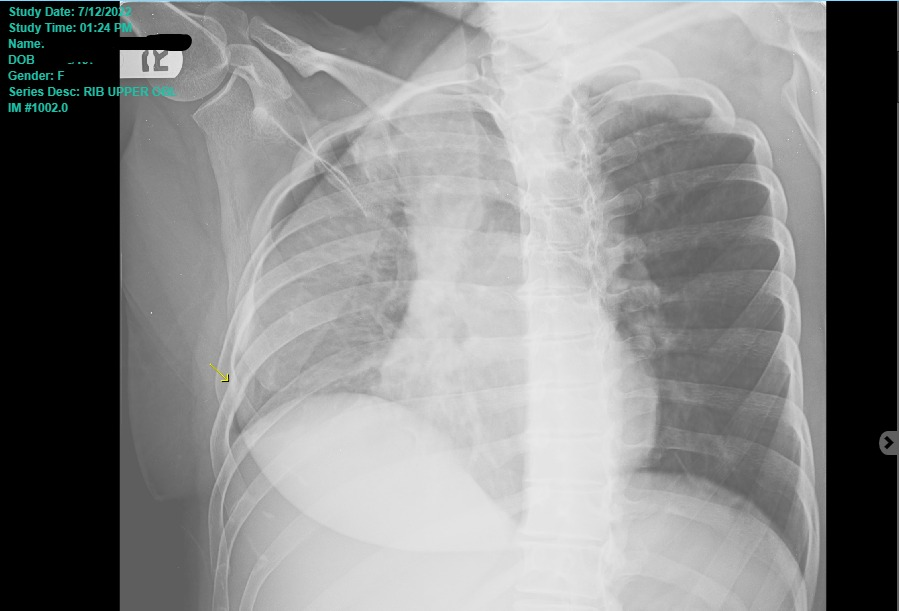 Study Date: 7/12/2022
Study Time: 01:24 PM
Name.
DOB
Gender: F
Series Desc: RIB UPPER
IM #1002.0
R